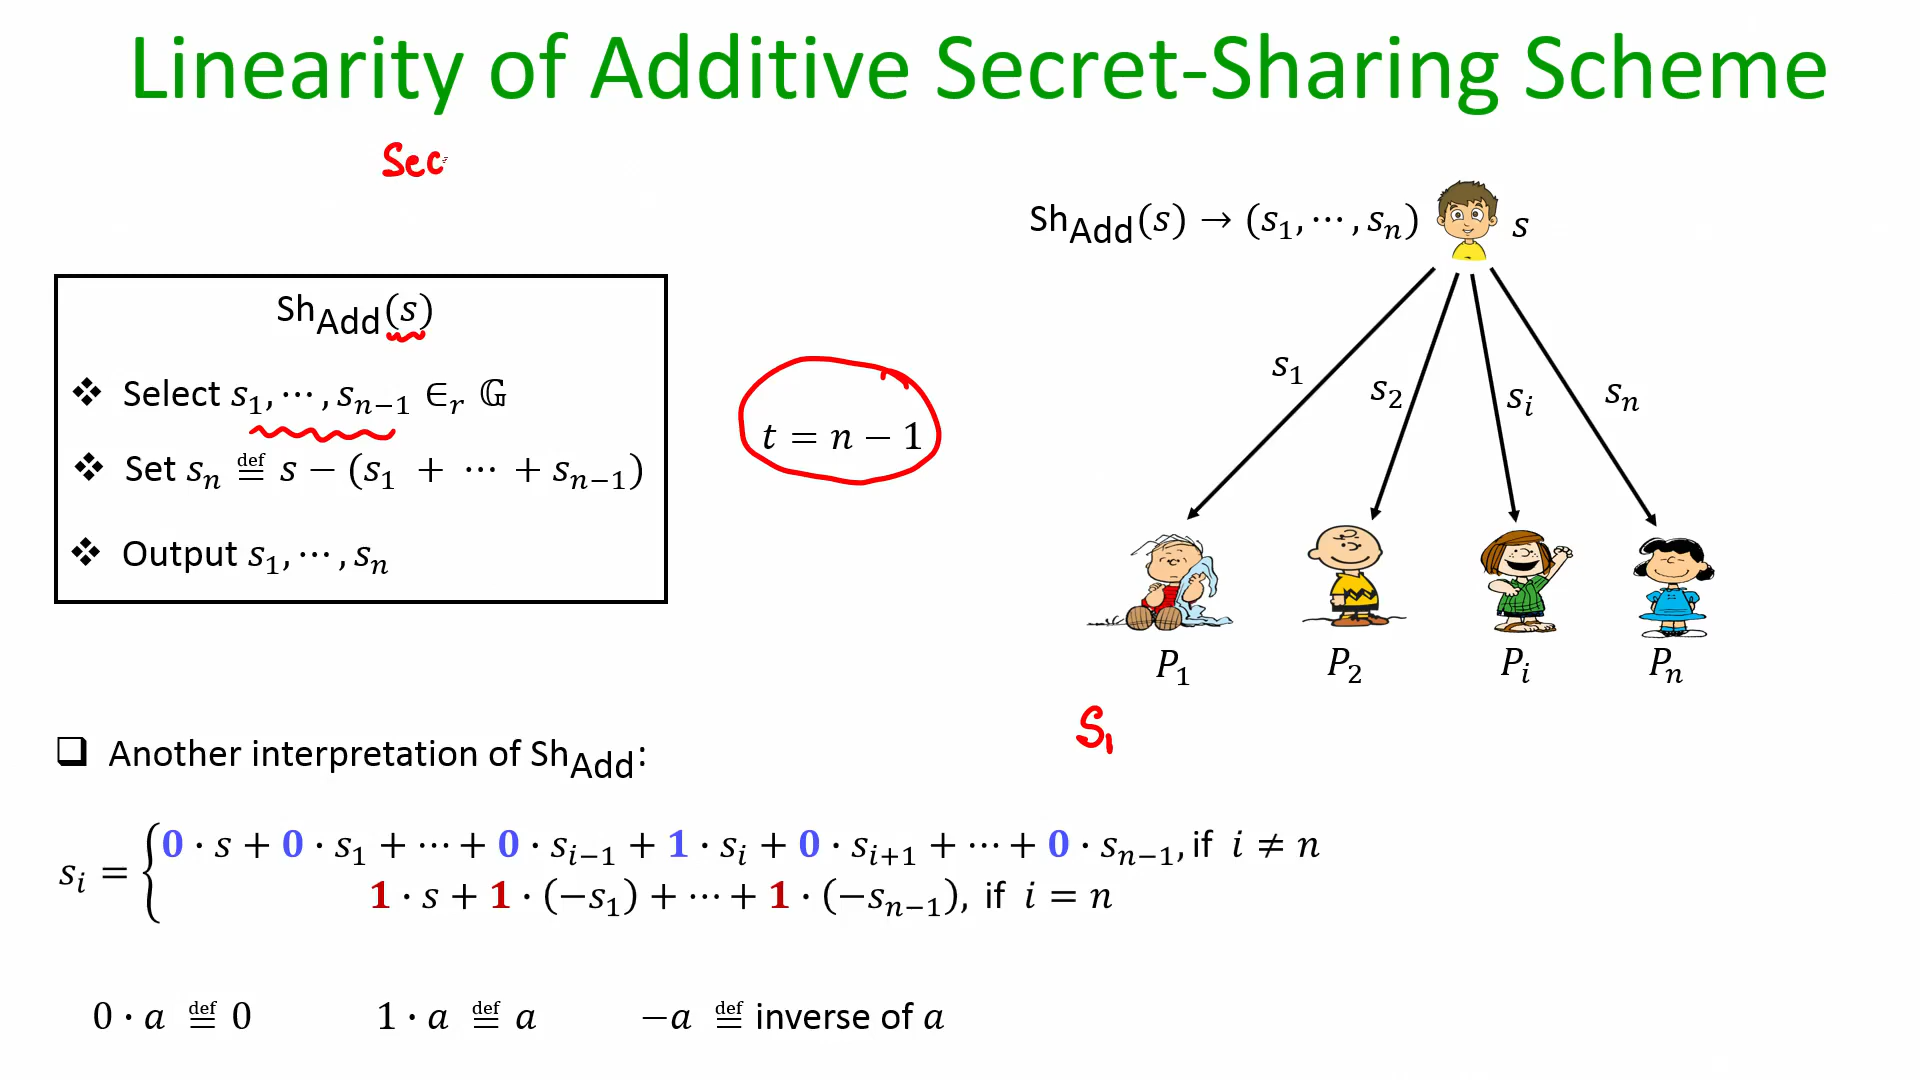 Linearity of Additive Secret-Sharing Scheme
Sec
Sh_Add(s) → (s_1, ⋯, s_n) s
Sh_Add(s)
❖ Select s_1, ⋯, s_{n−1} ∈_r 𝔾
❖ Set s_n ≝ s − (s_1 + ⋯ + s_{n−1})
❖ Output s_1, ⋯, s_n
t = n − 1
s_1 s_2 s_i s_n
P_1 P_2 P_i P_n
S_1
❑ Another interpretation of Sh_Add:
s_i = { 0 · s + 0 · s_1 + ⋯ + 0 · s_{i−1} + 1 · s_i + 0 · s_{i+1} + ⋯ + 0 · s_{n−1}, if i ≠ n
1 · s + 1 · (−s_1) + ⋯ + 1 · (−s_{n−1}), if i = n
0 · a ≝ 0 1 · a ≝ a −a ≝ inverse of a